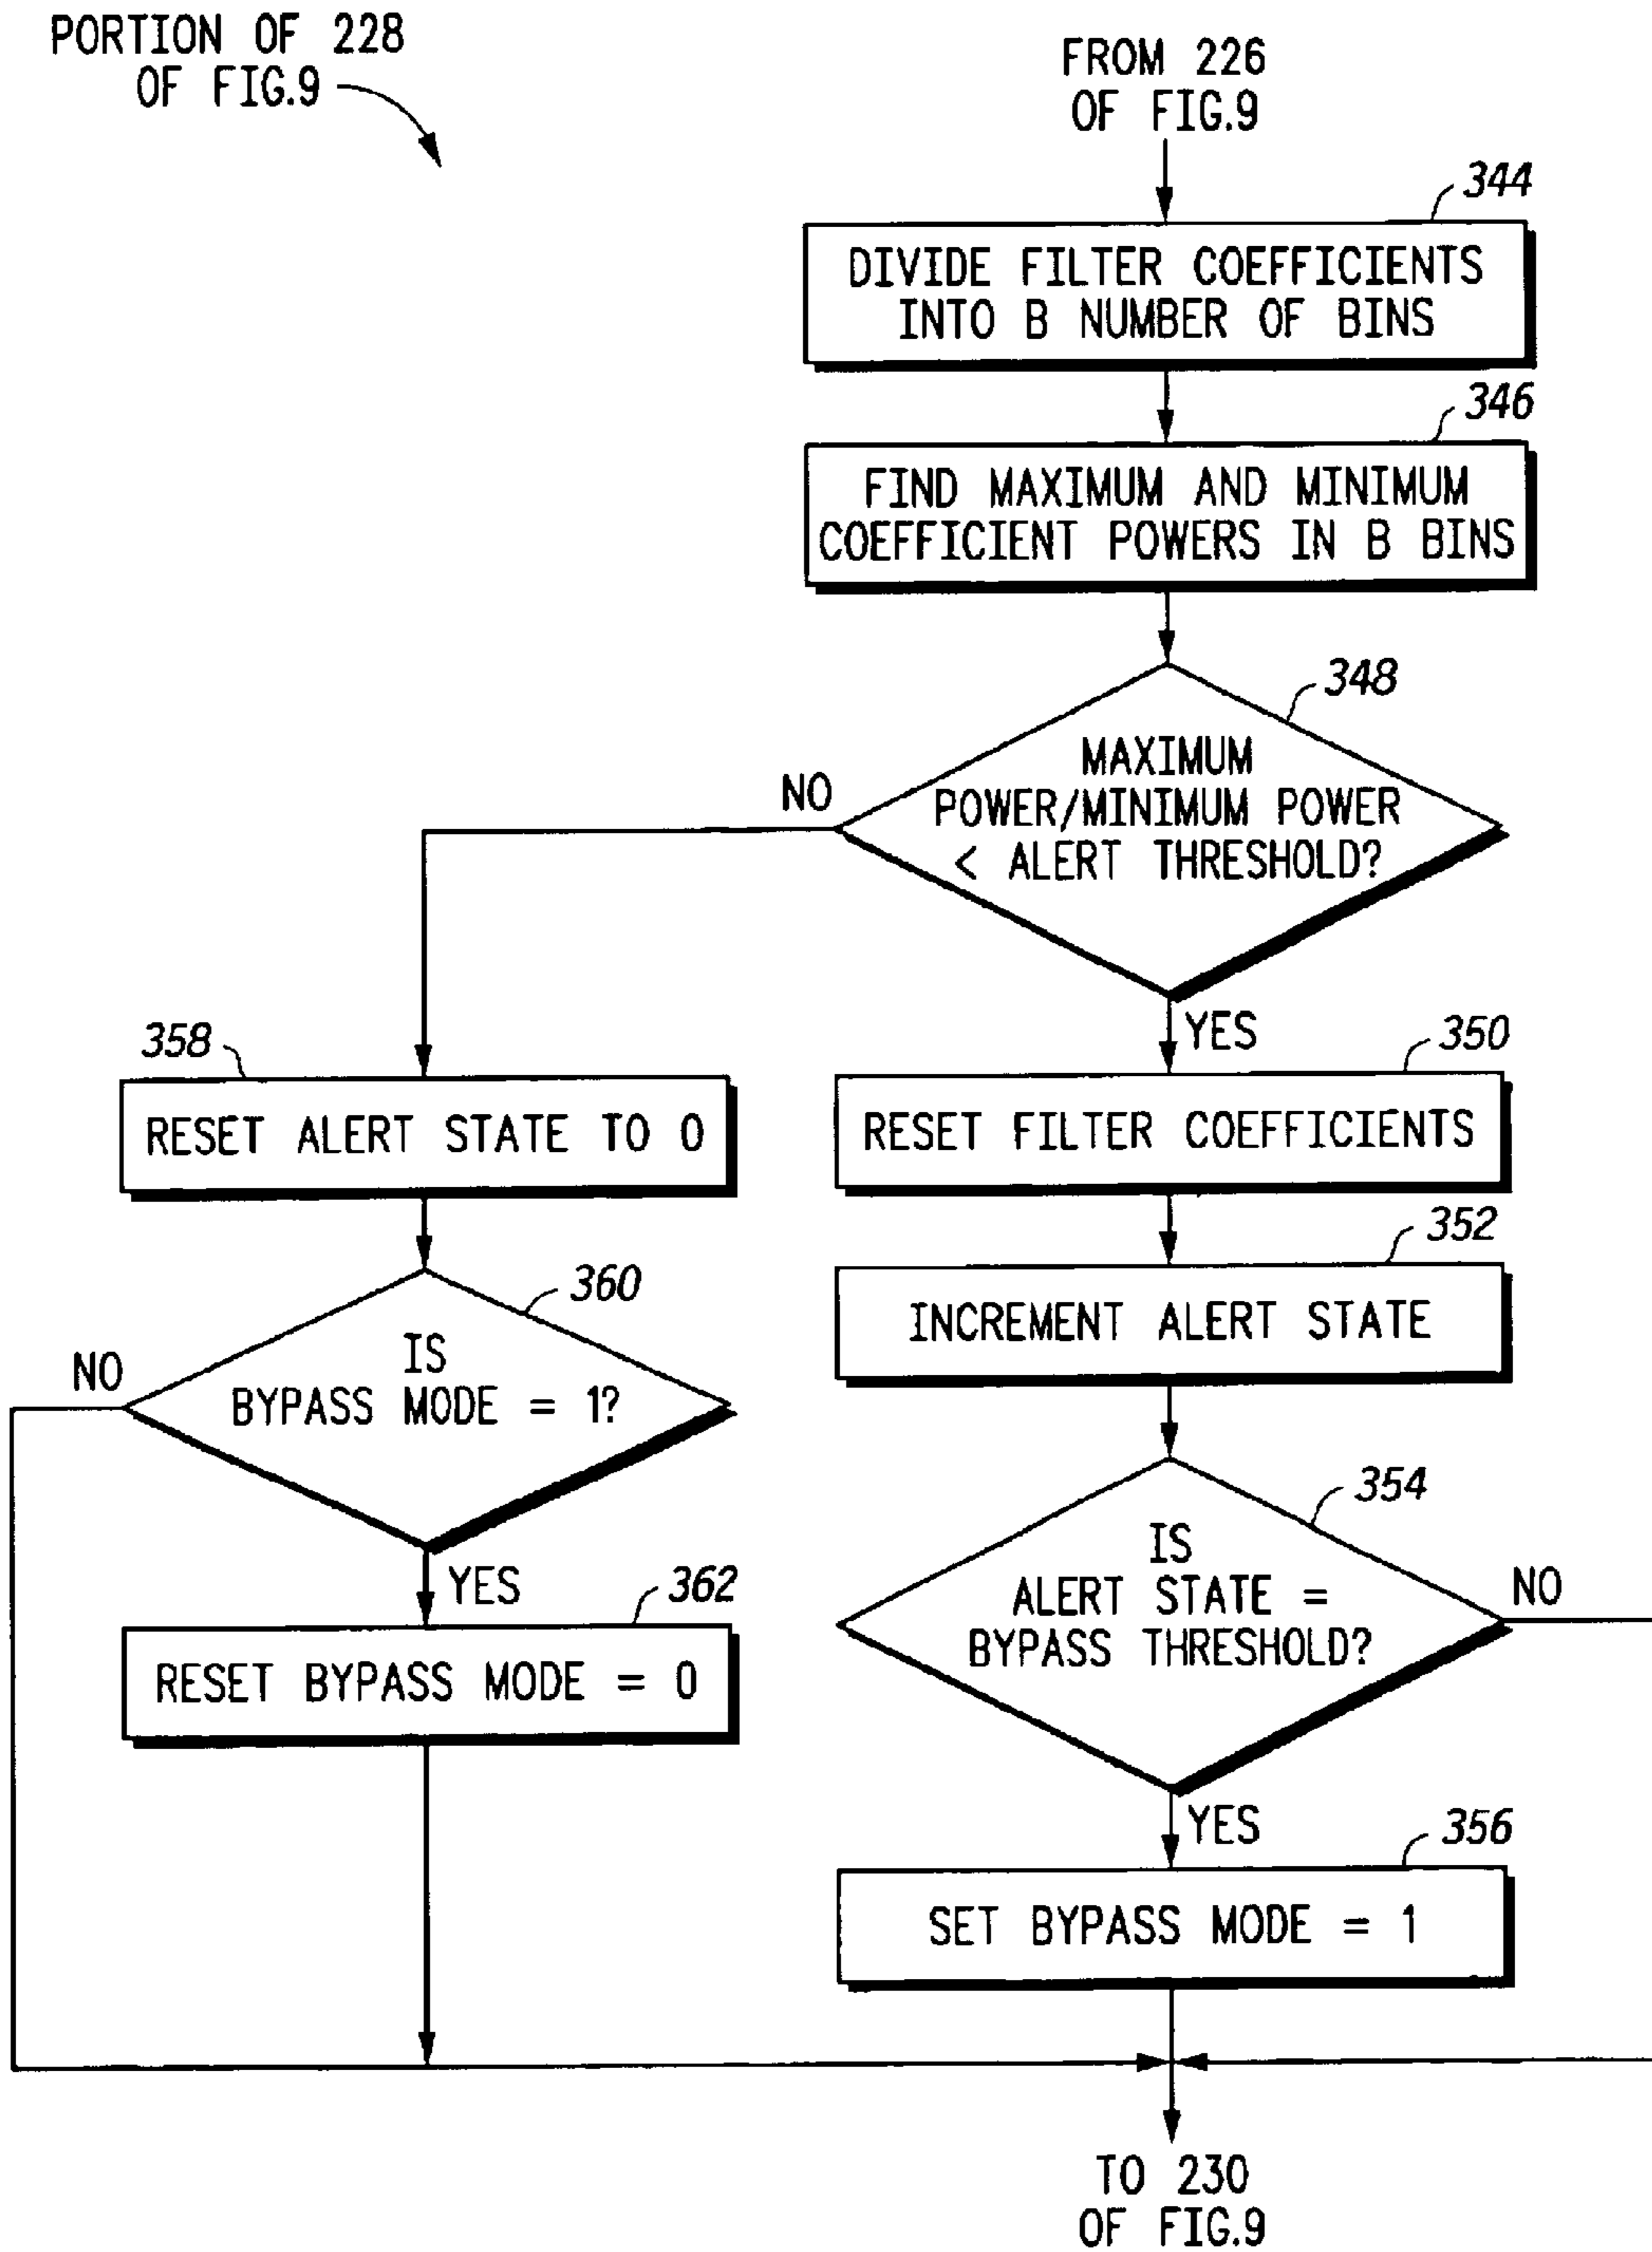 PORTION OF 228
OF FIG.9
FROM 226
OF FIG.9
344
DIVIDE FILTER COEFFICIENTS
INTO B NUMBER OF BINS
346
FIND MAXIMUM AND MINIMUM
COEFFICIENT POWERS IN B BINS
348
MAXIMUM
POWER/MINIMUM POWER
< ALERT THRESHOLD?
NO
YES
358
RESET ALERT STATE TO 0
350
RESET FILTER COEFFICIENTS
352
INCREMENT ALERT STATE
360
IS
BYPASS MODE = 1?
NO
YES
354
IS
ALERT STATE =
BYPASS THRESHOLD?
NO
YES
362
RESET BYPASS MODE = 0
356
SET BYPASS MODE = 1
TO 230
OF FIG.9